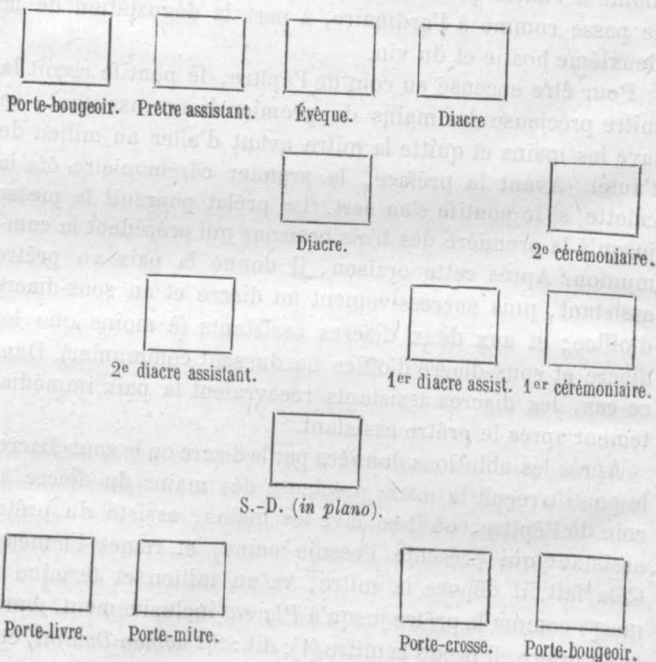 Porte-bougeoir. Prêtre assistant. Évèque. Diacre
Diacre.
2e cérémoniaire.
2e diacre assistant.
1er diacre assist. 1er cérémoniaire.
S.-D. (in plano).
Porte-livre. Porte-mitre.
Porte-crosse. Porte-bougeoir.